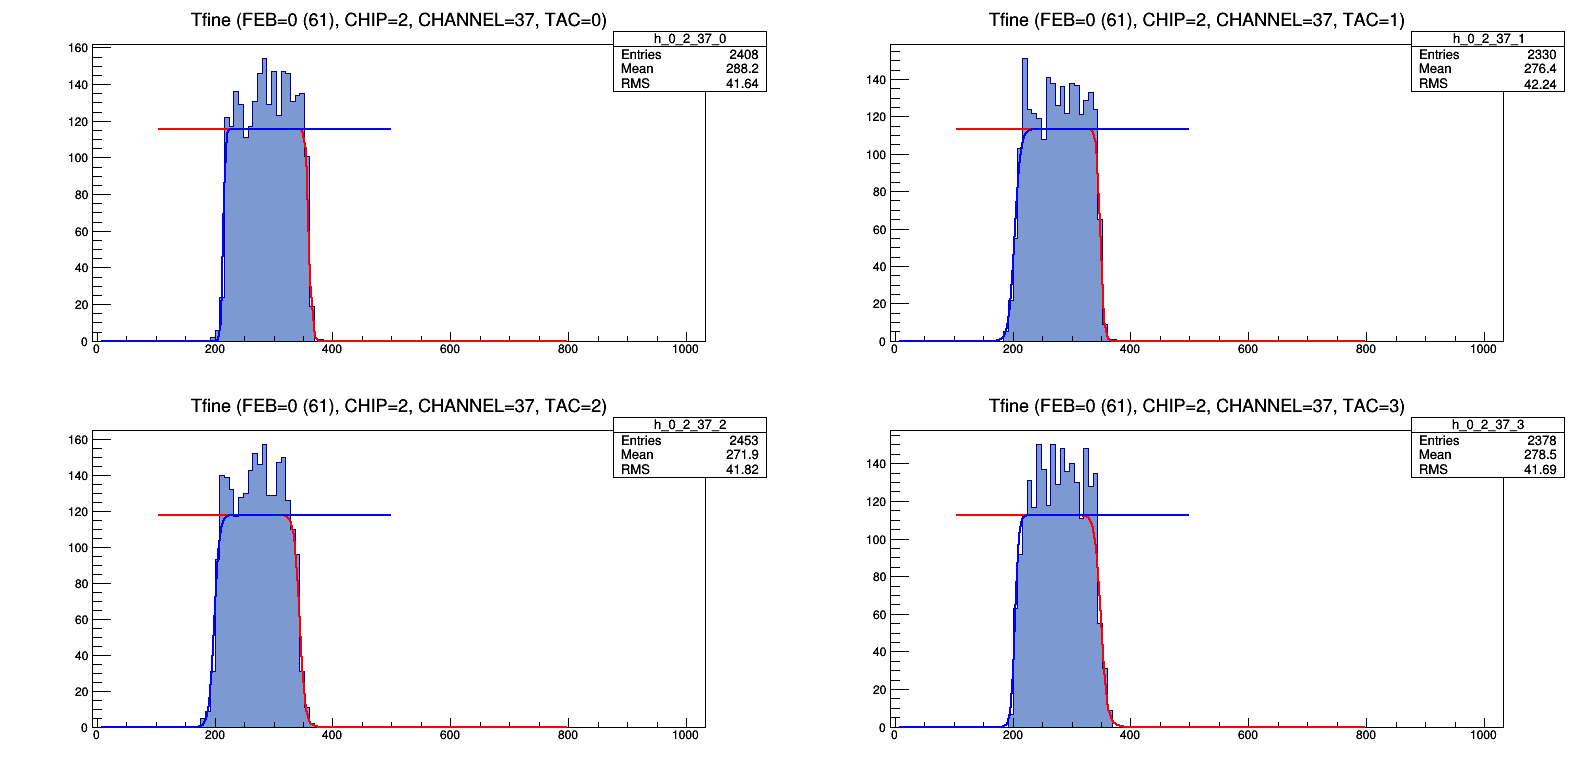 Tfine (FEB=0 (61), CHIP=2, CHANNEL=37, TAC=0)
h_0_2_37_0
Entries 2408
Mean 288.2
RMS 41.64
160
140
120
100
80
60
40
20
0
0 200 400 600 800 1000
Tfine (FEB=0 (61), CHIP=2, CHANNEL=37, TAC=1)
h_0_2_37_1
Entries 2330
Mean 276.4
RMS 42.24
140
120
100
80
60
40
20
0
0 200 400 600 800 1000
Tfine (FEB=0 (61), CHIP=2, CHANNEL=37, TAC=2)
h_0_2_37_2
Entries 2453
Mean 271.9
RMS 41.82
160
140
120
100
80
60
40
20
0
0 200 400 600 800 1000
Tfine (FEB=0 (61), CHIP=2, CHANNEL=37, TAC=3)
h_0_2_37_3
Entries 2378
Mean 278.5
RMS 41.69
140
120
100
80
60
40
20
0
0 200 400 600 800 1000